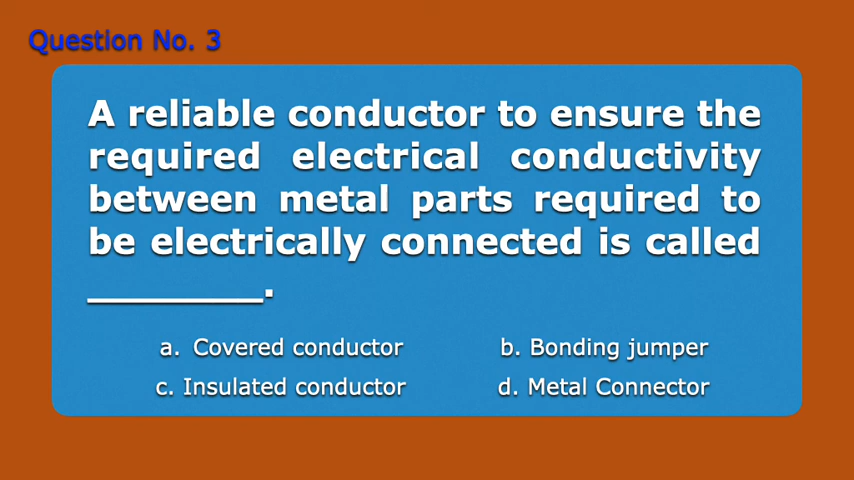 Question No. 3
A reliable conductor to ensure the
required electrical conductivity
between metal parts required to
be electrically connected is called
________.
a. Covered conductor
b. Bonding jumper
c. Insulated conductor
d. Metal Connector